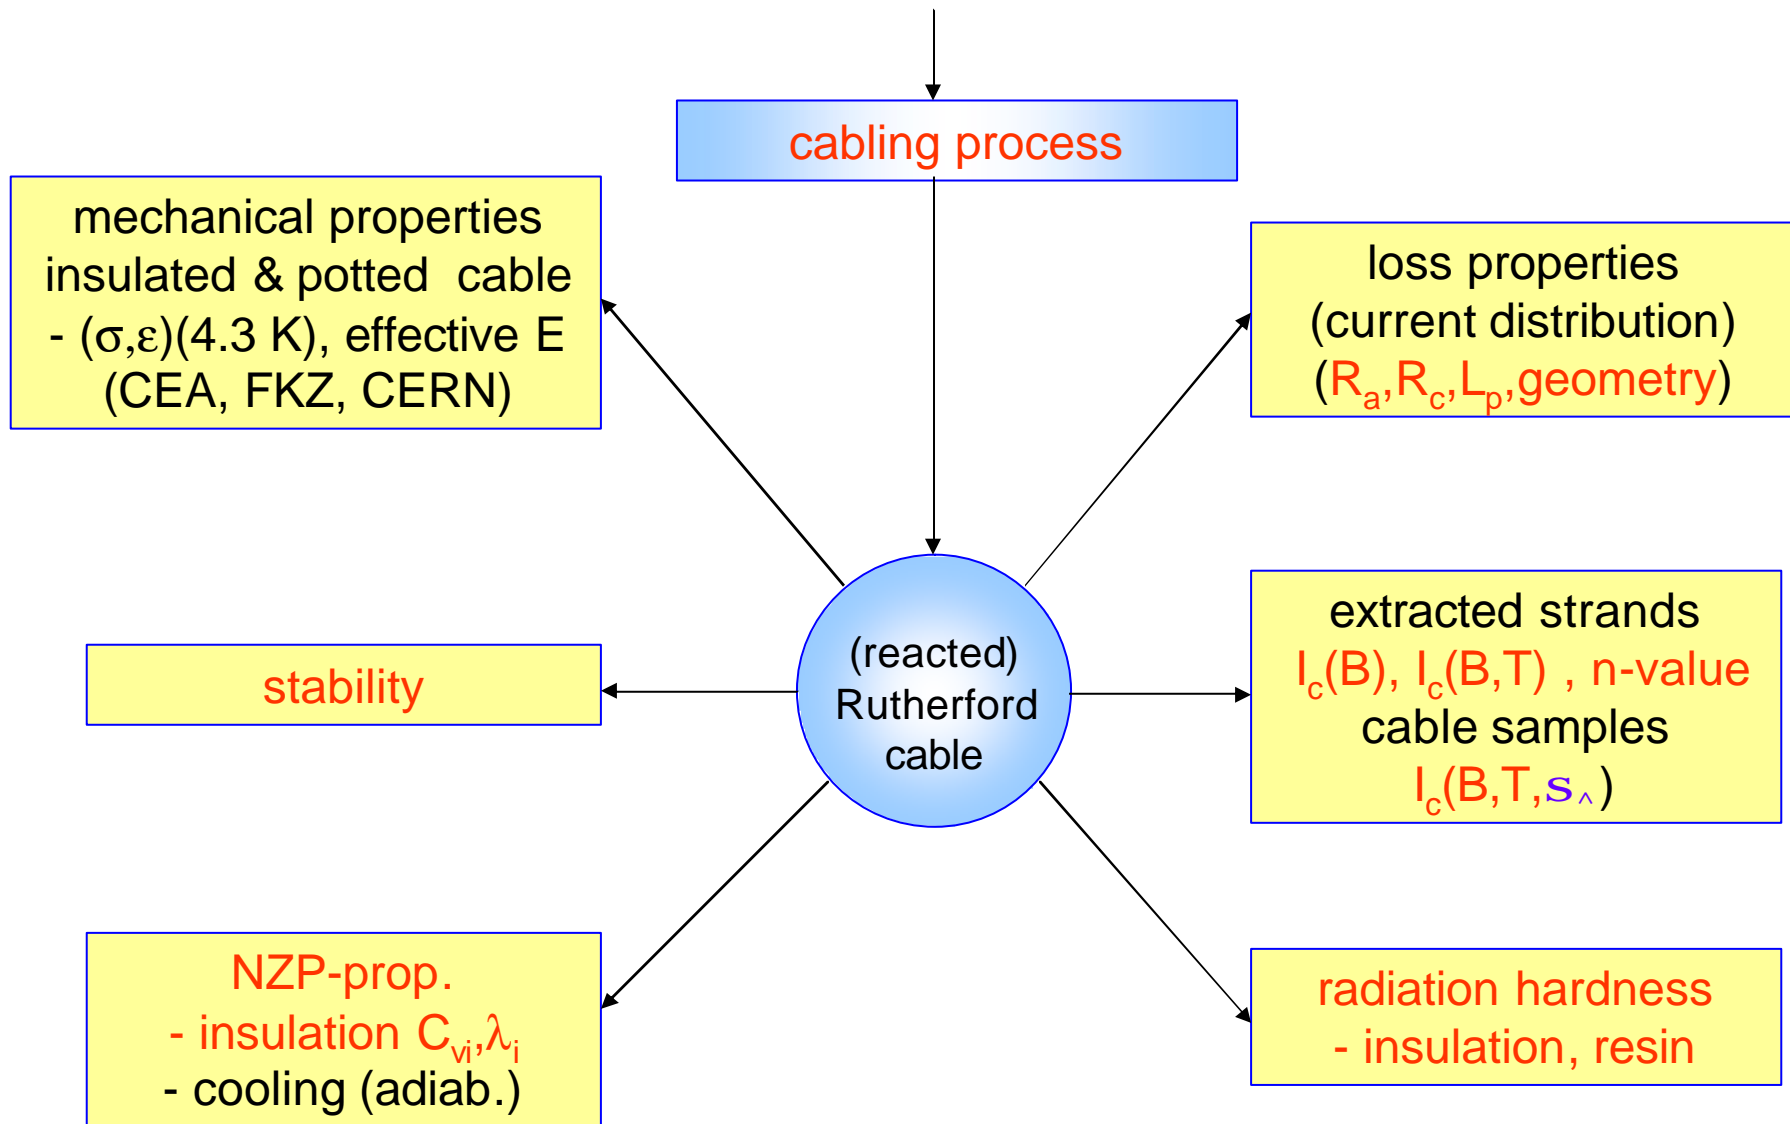 cabling process
mechanical properties
insulated & potted cable
- (σ,ε)(4.3 K), effective E
(CEA, FKZ, CERN)
loss properties
(current distribution)
(Ra,Rc,Lp,geometry)
stability
(reacted)
Rutherford
cable
extracted strands
Ic(B), Ic(B,T) , n-value
cable samples
Ic(B,T,s^)
NZP-prop.
- insulation Cvi,λi
- cooling (adiab.)
radiation hardness
- insulation, resin